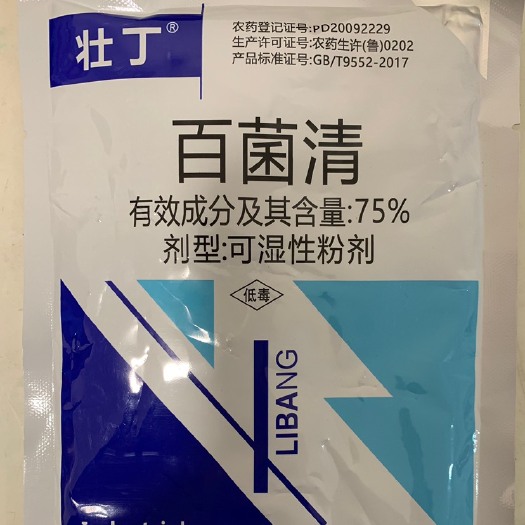 壮丁®
农药登记证号:PD20092229
生产许可证号:农药生许(鲁)0202
产品标准证号:GB/T9552-2017
百菌清
有效成分及其含量:75%
剂型:可湿性粉剂
低毒
LIBANG